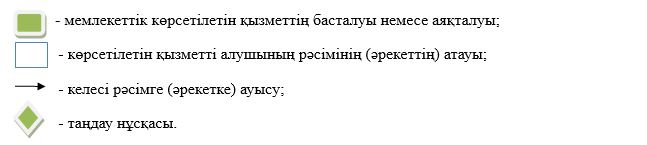 - мемлекеттік көрсетілетін қызметтің басталуы немесе аяқталуы;
- көрсетілетін қызметті алушының рәсімінің (әрекеттің) атауы;
- келесі рәсімге (әрекетке) ауысу;
- таңдау нұсқасы.